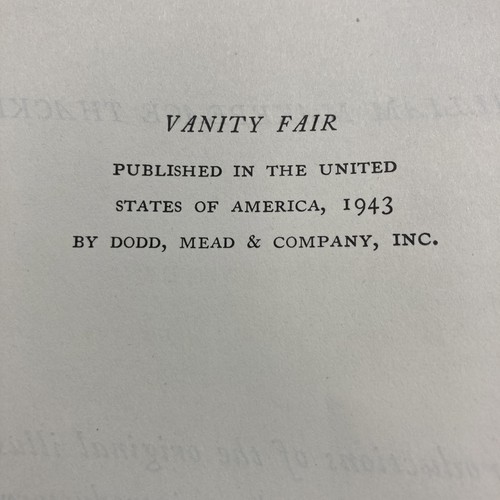 VANITY FAIR
PUBLISHED IN THE UNITED
STATES OF AMERICA, 1943
BY DODD, MEAD & COMPANY, INC.